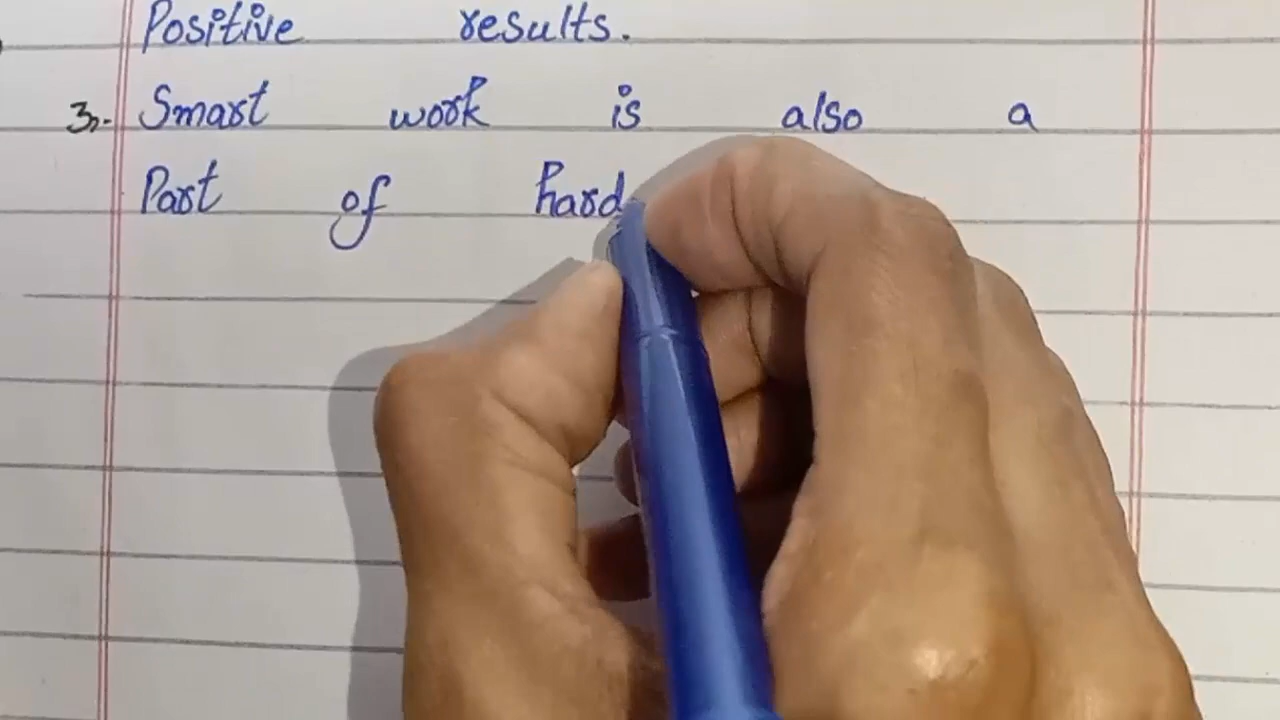 Positive results.
3.- Smart work is also a
Part of hard